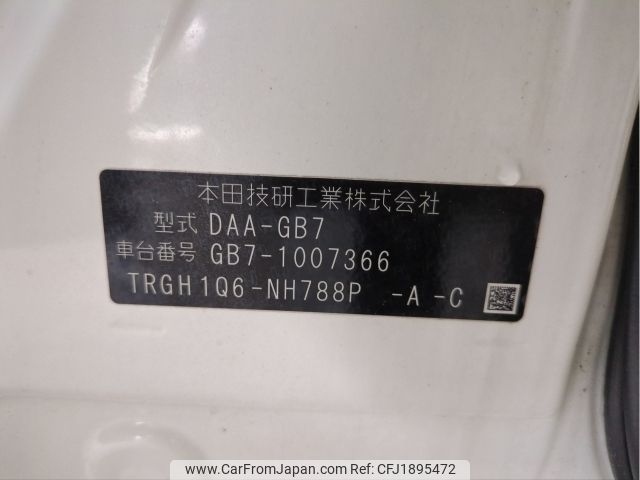 本田技研工業株式会社
型式 DAA-GB7
車台番号 GB7-1007366
TRGH1Q6-NH788P -A -C
www.CarFromJapan.com | Ref. No: CFJ1895472